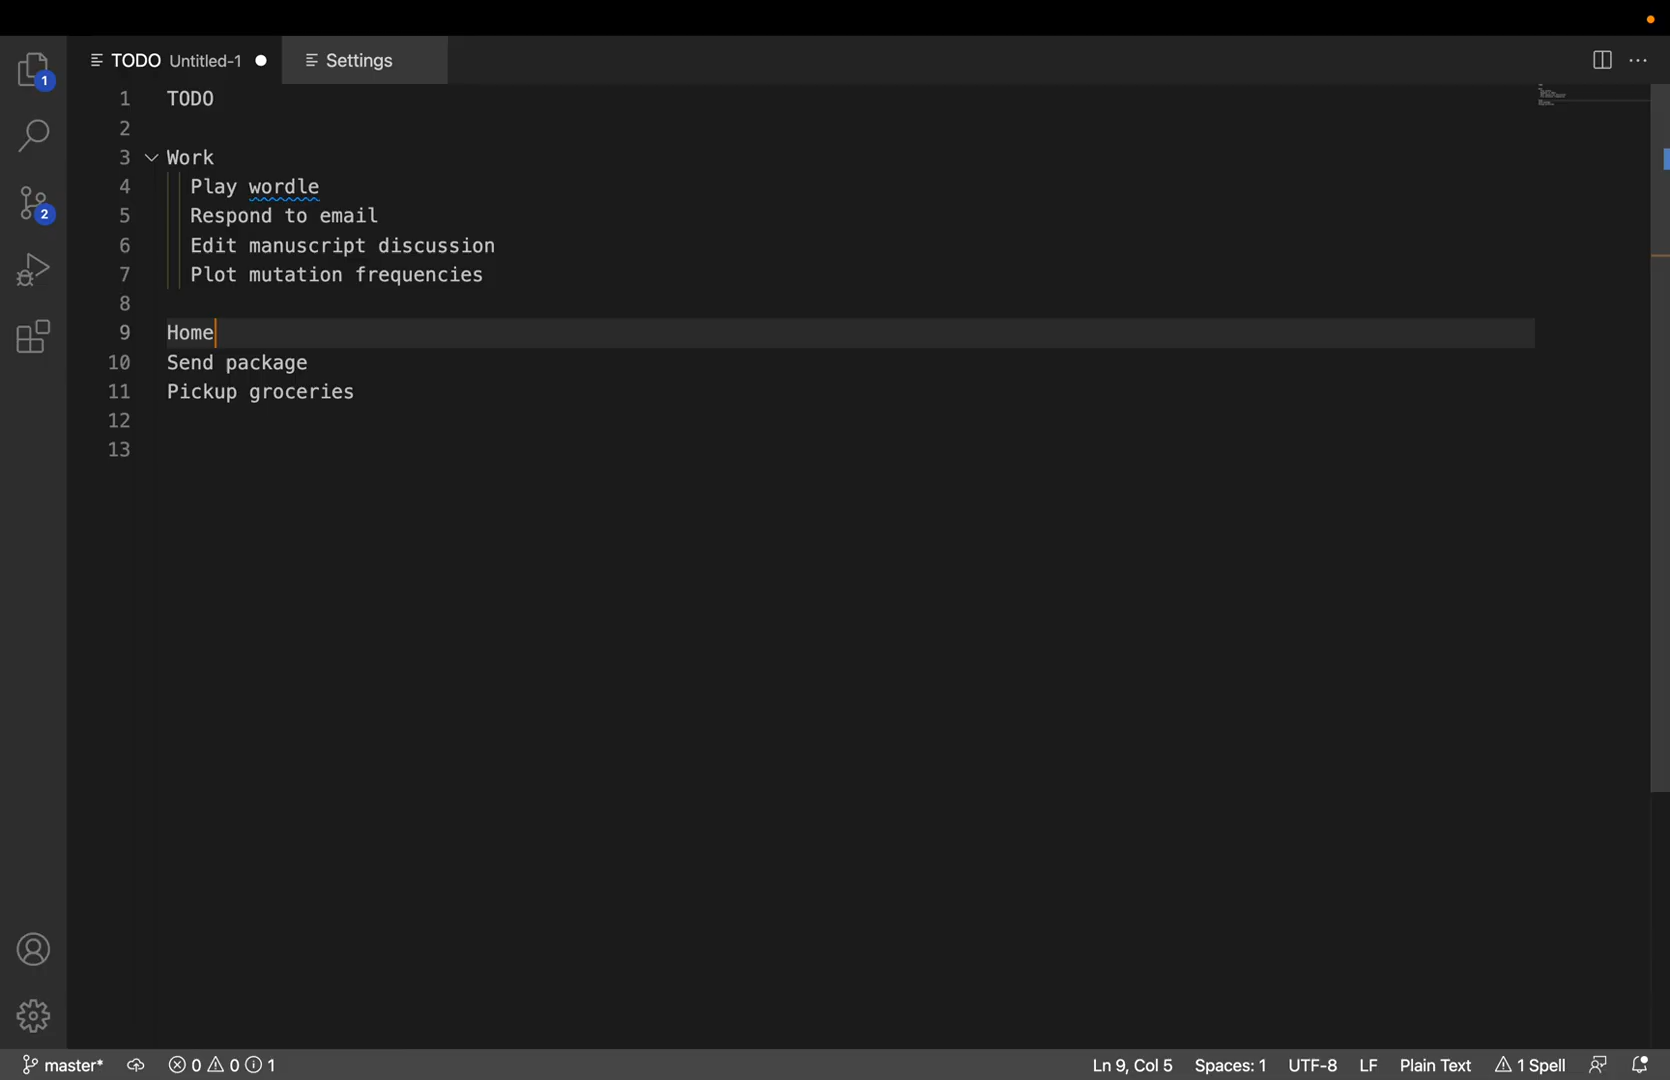 1
TODO Untitled-1
Settings
1 TODO
2
3 Work
4 Play wordle
5 Respond to email
6 Edit manuscript discussion
7 Plot mutation frequencies
8
9 Home
10 Send package
11 Pickup groceries
12
13
2
master* 0 0 1 Ln 9, Col 5 Spaces: 1 UTF-8 LF Plain Text 1 Spell